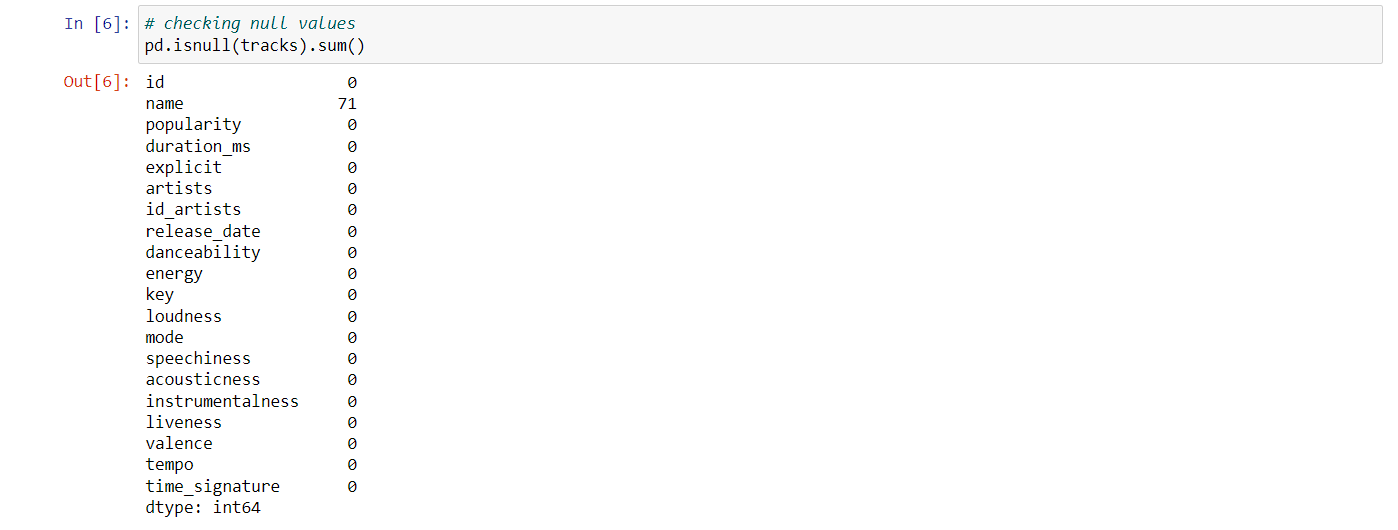 In [6]: # checking null values
pd.isnull(tracks).sum()
Out[6]: id 0
name 71
popularity 0
duration_ms 0
explicit 0
artists 0
id_artists 0
release_date 0
danceability 0
energy 0
key 0
loudness 0
mode 0
speechiness 0
acousticness 0
instrumentalness 0
liveness 0
valence 0
tempo 0
time_signature 0
dtype: int64